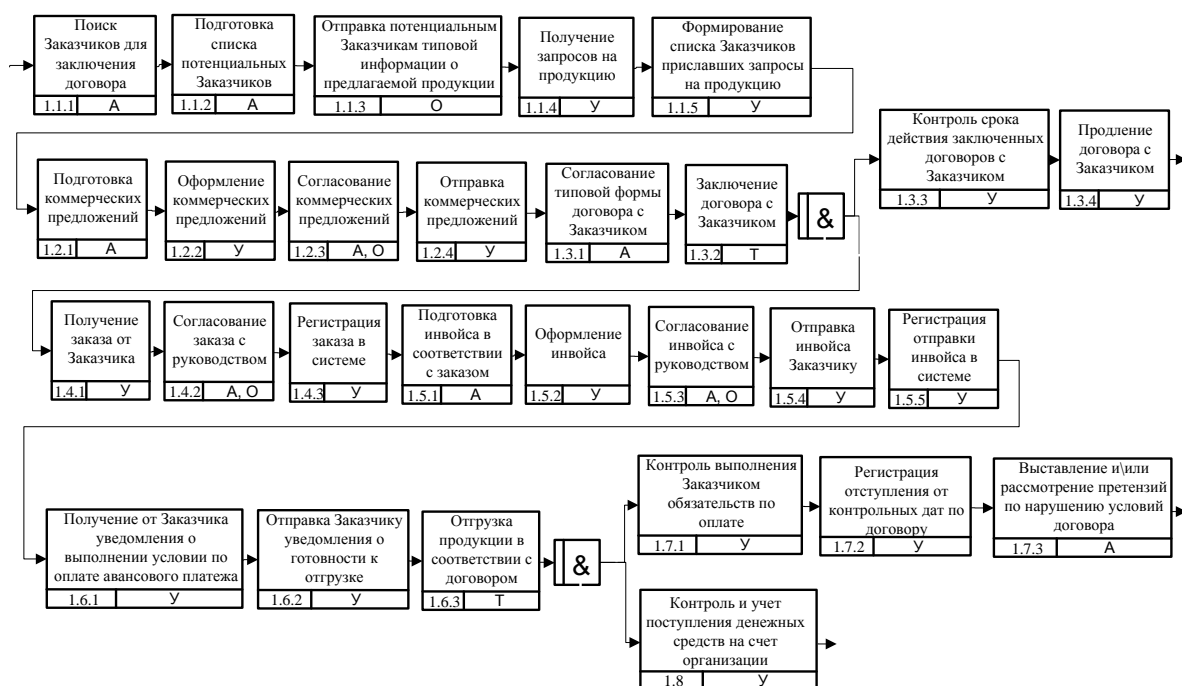 Поиск
Заказчиков для
заключения
договора
1.1.1 А
Подготовка
списка
потенциальных
Заказчиков
1.1.2 А
Отправка потенциальным
Заказчикам типовой
информации о
предлагаемой продукции
1.1.3 О
Получение
запросов на
продукцию
1.1.4 У
Формирование
списка Заказчиков
приславших запросы
на продукцию
1.1.5 У
Подготовка
коммерческих
предложений
1.2.1 А
Оформление
коммерческих
предложений
1.2.2 У
Согласование
коммерческих
предложений
1.2.3 А, О
Отправка
коммерческих
предложений
1.2.4 У
Согласование
типовой формы
договора с
Заказчиком
1.3.1 А
Заключение
договора с
Заказчиком
1.3.2 Т
&
Контроль срока
действия заключенных
договоров с
Заказчиком
1.3.3 У
Продление
договора с
Заказчиком
1.3.4 У
Получение
заказа от
Заказчика
1.4.1 У
Согласование
заказа с
руководством
1.4.2 А, О
Регистрация
заказа в
системе
1.4.3 У
Подготовка
инвойса в
соответствии
с заказом
1.5.1 А
Оформление
инвойса
1.5.2 У
Согласование
инвойса с
руководством
1.5.3 А, О
Отправка
инвойса
Заказчику
1.5.4 У
Регистрация
отправки
инвойса в
системе
1.5.5 У
Получение от Заказчика
уведомления о
выполнении условии по
оплате авансового платежа
1.6.1 У
Отправка Заказчику
уведомления о
готовности к
отгрузке
1.6.2 У
Отгрузка
продукции в
соответствии с
договором
1.6.3 Т
&
Контроль выполнения
Заказчиком
обязательств по
оплате
1.7.1 У
Регистрация
отступления от
контрольных дат по
договору
1.7.2 У
Выставление и\или
рассмотрение претензий
по нарушению условий
договора
1.7.3 А
Контроль и учет
поступления денежных
средств на счет
организации
1.8 У